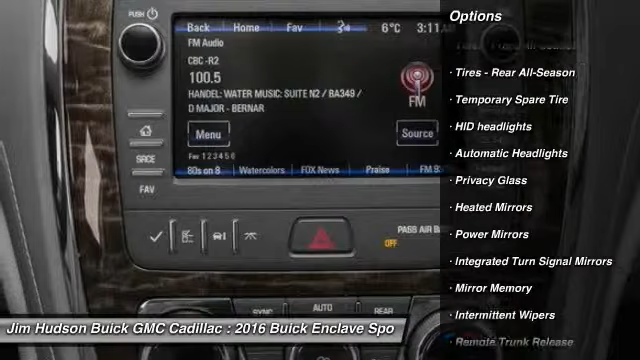 PUSH
Back Home Fav 6°C 3:11
FM Audio
CBC -R2
100.5
HANDEL: WATER MUSIC: SUITE N2 / BA349 /
D MAJOR - BERNAR
FM
Menu
Source
Fav 1 2 3 4 5 6
80s on 8 Watercolors FOX News Praise FM 93
SRCE
FAV
PASS AIR BA
OFF
SYNC AUTO REAR
Options
· Tires - Rear All-Season
· Temporary Spare Tire
· HID headlights
· Automatic Headlights
· Privacy Glass
· Heated Mirrors
· Power Mirrors
· Integrated Turn Signal Mirrors
· Mirror Memory
· Intermittent Wipers
· Remote Trunk Release
Jim Hudson Buick GMC Cadillac : 2016 Buick Enclave Spo